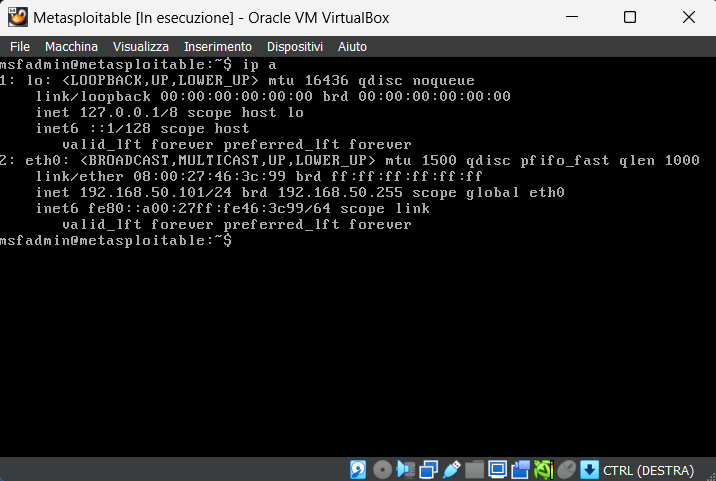 Metasploitable [In esecuzione] - Oracle VM VirtualBox
File Macchina Visualizza Inserimento Dispositivi Aiuto
msfadmin@metasploitable:~$ ip a
1: lo: <LOOPBACK,UP,LOWER_UP> mtu 16436 qdisc noqueue
    link/loopback 00:00:00:00:00:00 brd 00:00:00:00:00:00
    inet 127.0.0.1/8 scope host lo
    inet6 ::1/128 scope host
       valid_lft forever preferred_lft forever
2: eth0: <BROADCAST,MULTICAST,UP,LOWER_UP> mtu 1500 qdisc pfifo_fast qlen 1000
    link/ether 08:00:27:46:3c:99 brd ff:ff:ff:ff:ff:ff
    inet 192.168.50.101/24 brd 192.168.50.255 scope global eth0
    inet6 fe80::a00:27ff:fe46:3c99/64 scope link
       valid_lft forever preferred_lft forever
msfadmin@metasploitable:~$
CTRL (DESTRA)